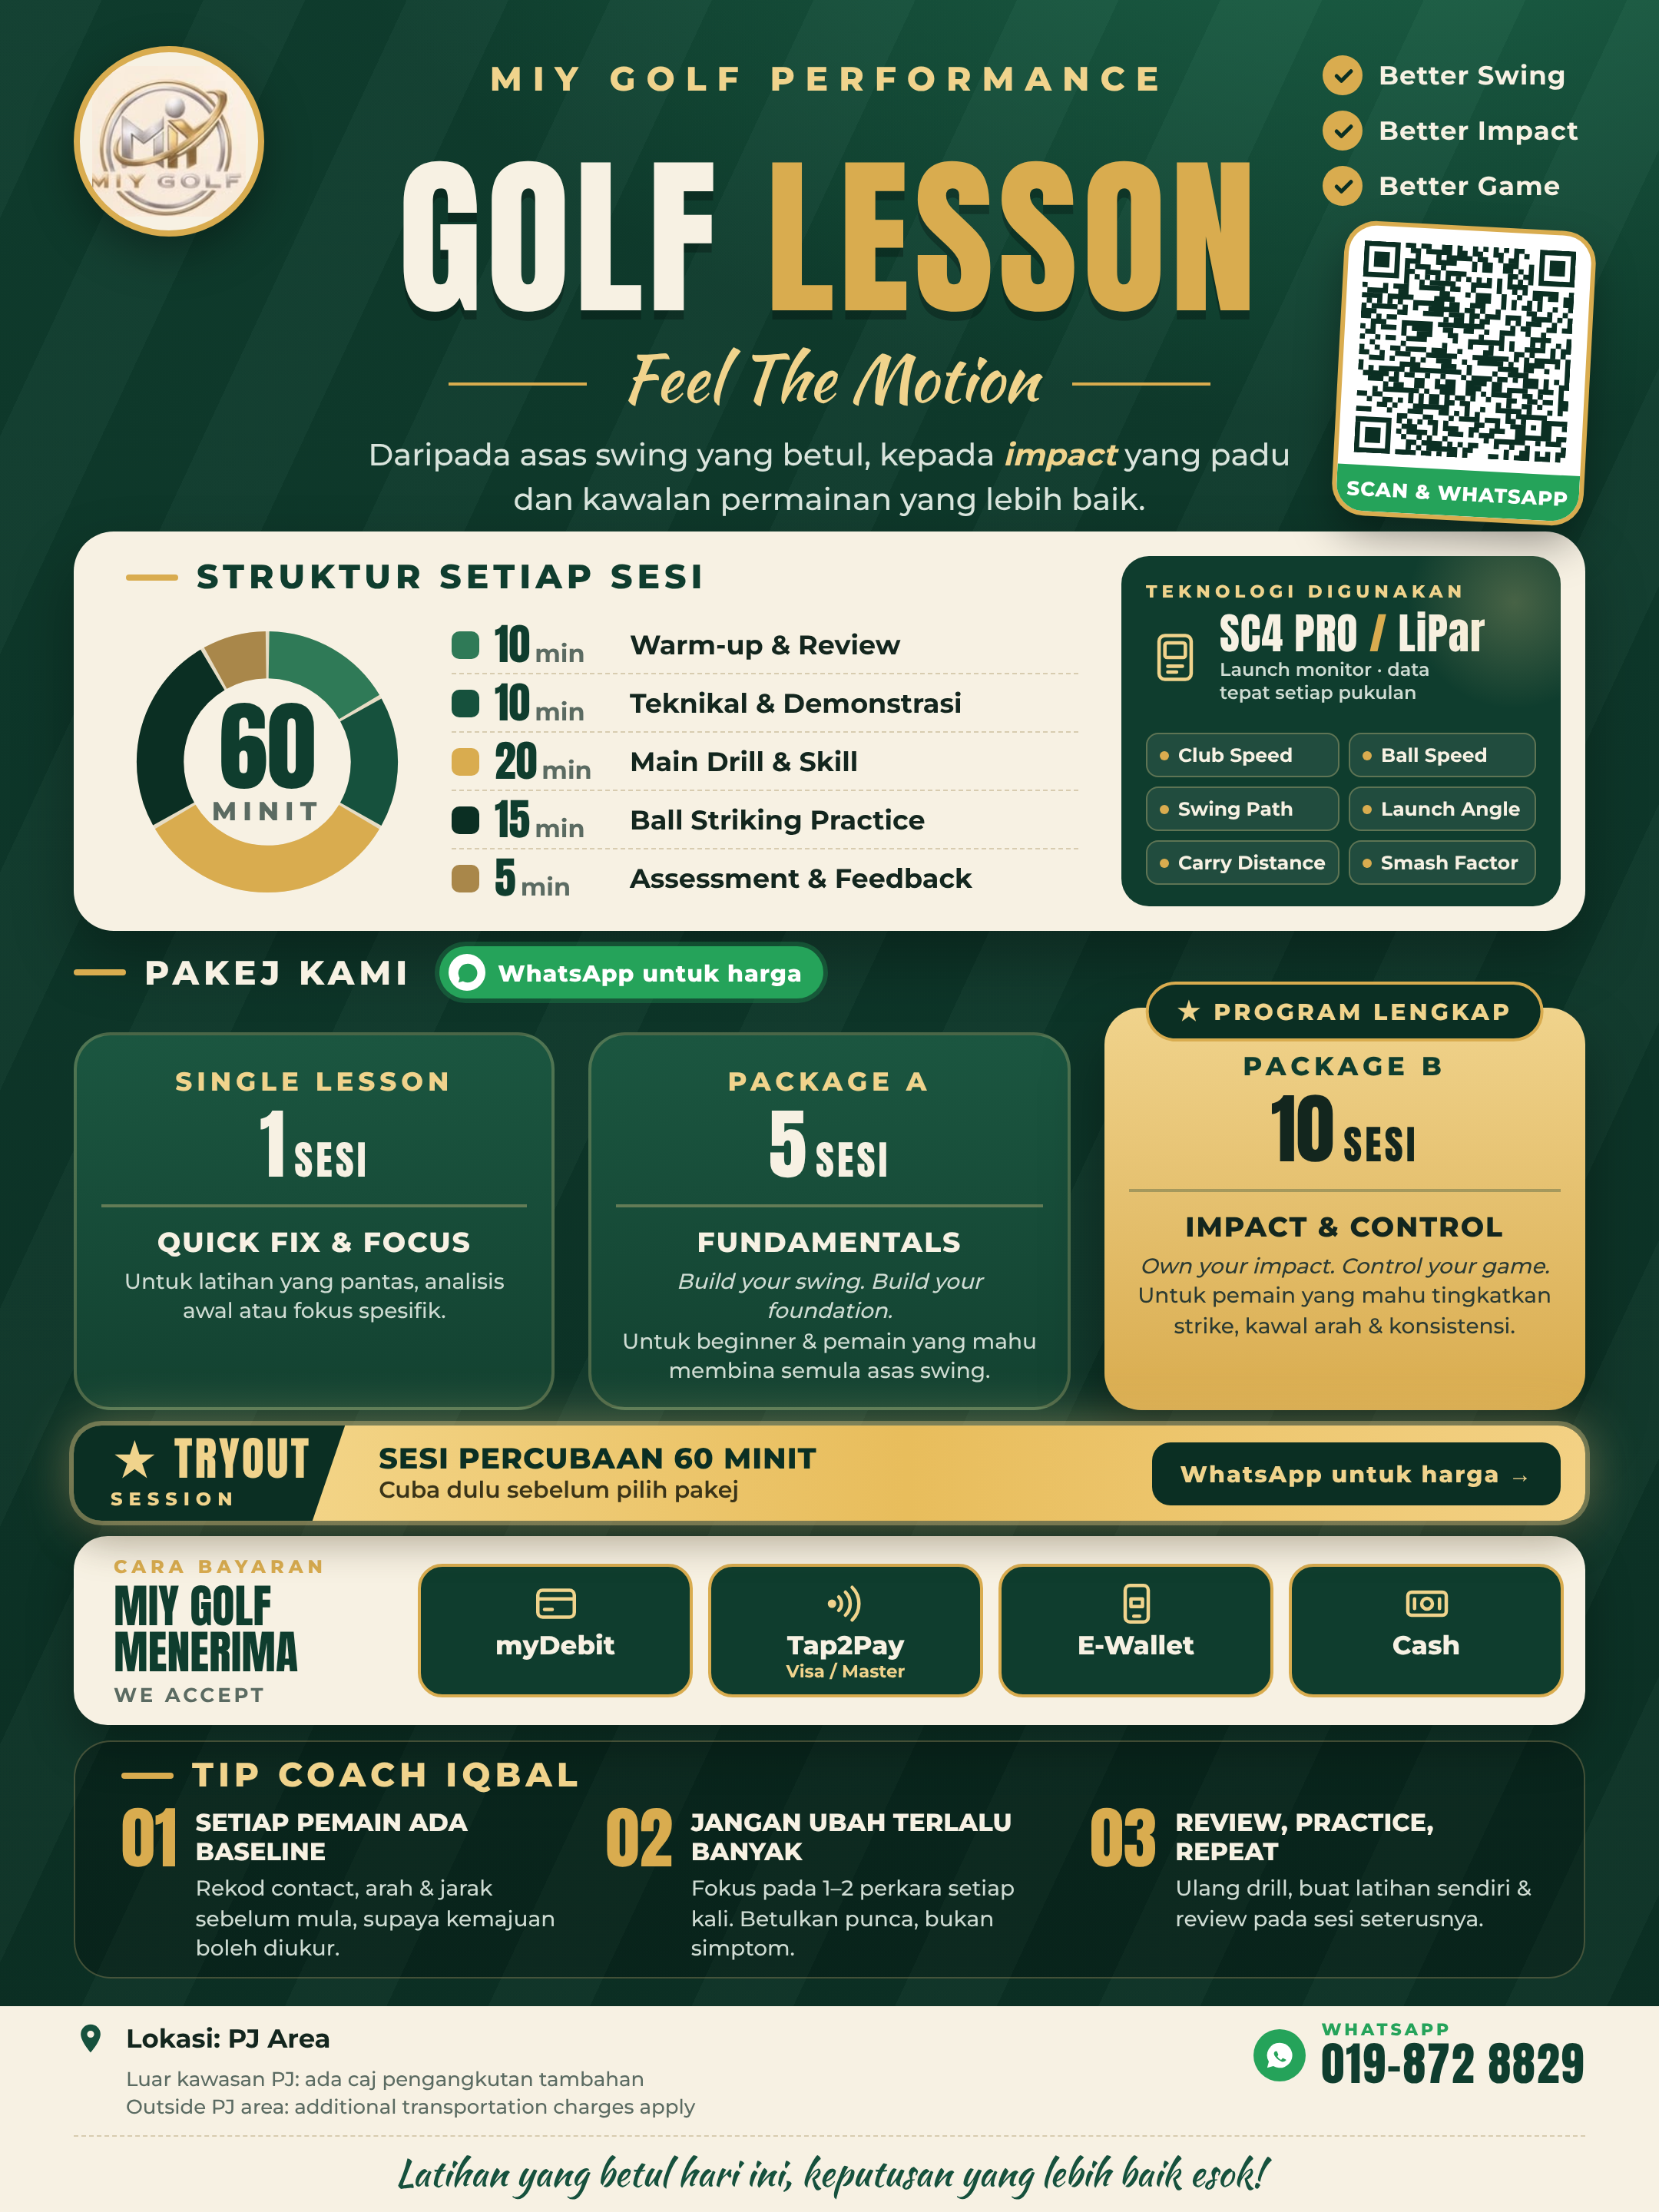 MIY GOLF
MIY GOLF PERFORMANCE
Better Swing
Better Impact
Better Game
GOLF LESSON
Feel The Motion
Daripada asas swing yang betul, kepada impact yang padu
dan kawalan permainan yang lebih baik.
SCAN & WHATSAPP
STRUKTUR SETIAP SESI
60
MINIT
10 min Warm-up & Review
10 min Teknikal & Demonstrasi
20 min Main Drill & Skill
15 min Ball Striking Practice
5 min Assessment & Feedback
TEKNOLOGI DIGUNAKAN
SC4 PRO / LiPar
Launch monitor · data
tepat setiap pukulan
Club Speed
Ball Speed
Swing Path
Launch Angle
Carry Distance
Smash Factor
PAKEJ KAMI
WhatsApp untuk harga
SINGLE LESSON
1 SESI
QUICK FIX & FOCUS
Untuk latihan yang pantas, analisis
awal atau fokus spesifik.
PACKAGE A
5 SESI
FUNDAMENTALS
Build your swing. Build your
foundation.
Untuk beginner & pemain yang mahu
membina semula asas swing.
★ PROGRAM LENGKAP
PACKAGE B
10 SESI
IMPACT & CONTROL
Own your impact. Control your game.
Untuk pemain yang mahu tingkatkan
strike, kawal arah & konsistensi.
★ TRYOUT
SESSION
SESI PERCUBAAN 60 MINIT
Cuba dulu sebelum pilih pakej
WhatsApp untuk harga →
CARA BAYARAN
MIY GOLF
MENERIMA
WE ACCEPT
myDebit
Tap2Pay
Visa / Master
E-Wallet
Cash
TIP COACH IQBAL
01
SETIAP PEMAIN ADA
BASELINE
Rekod contact, arah & jarak
sebelum mula, supaya kemajuan
boleh diukur.
02
JANGAN UBAH TERLALU
BANYAK
Fokus pada 1–2 perkara setiap
kali. Betulkan punca, bukan
simptom.
03
REVIEW, PRACTICE,
REPEAT
Ulang drill, buat latihan sendiri &
review pada sesi seterusnya.
Lokasi: PJ Area
Luar kawasan PJ: ada caj pengangkutan tambahan
Outside PJ area: additional transportation charges apply
WHATSAPP
019-872 8829
Latihan yang betul hari ini, keputusan yang lebih baik esok!